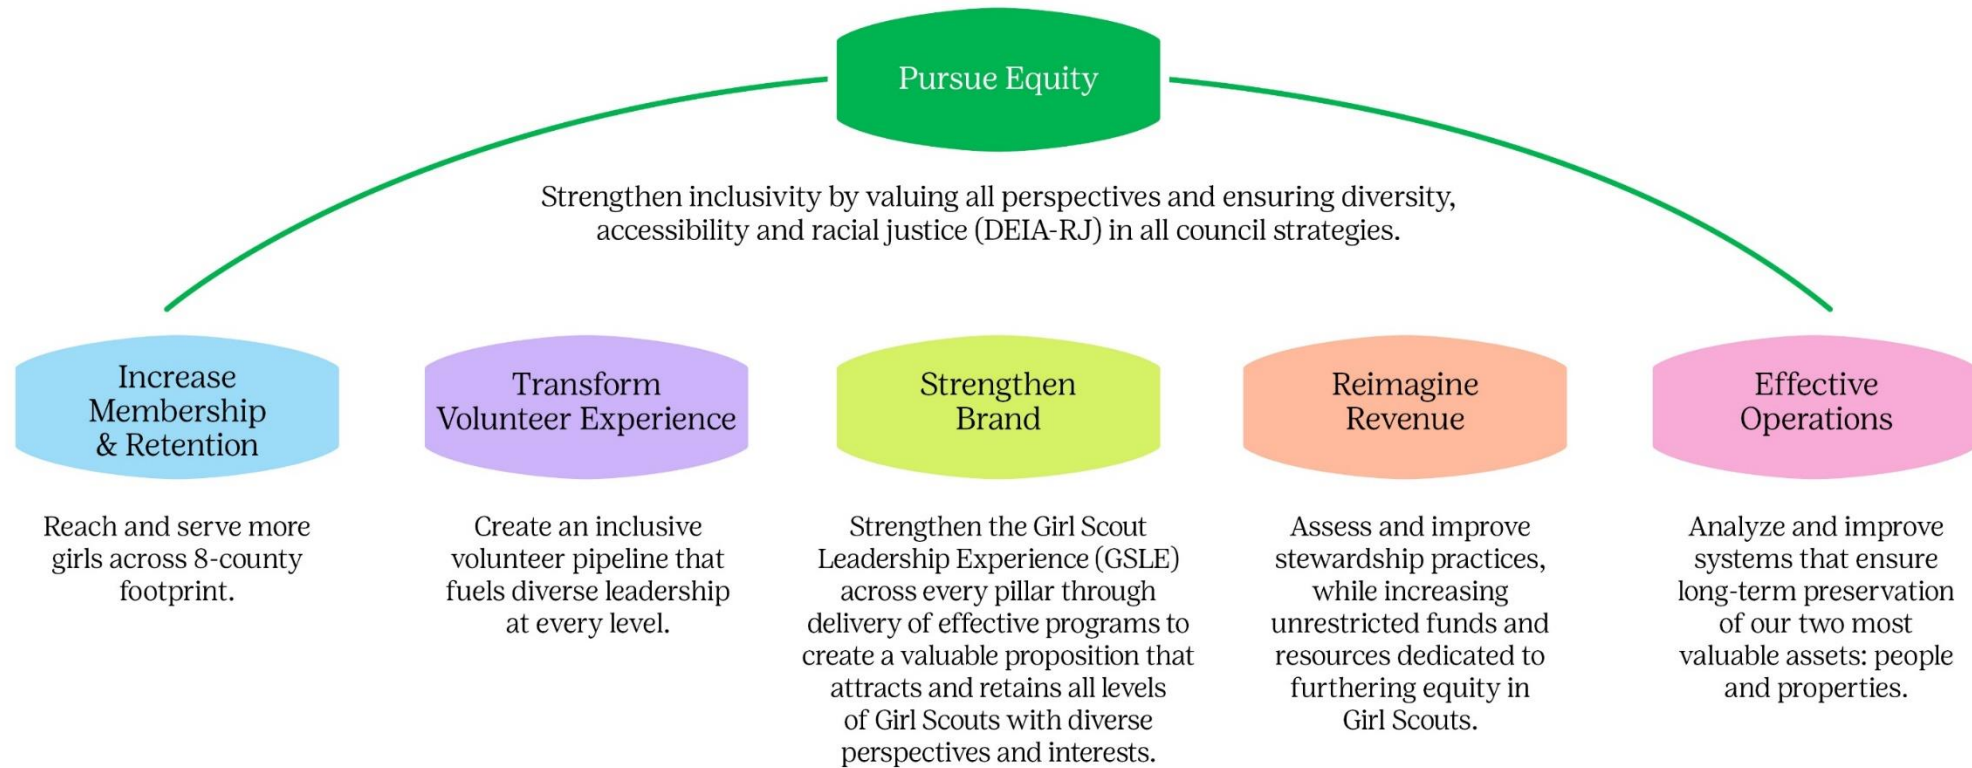 Pursue Equity
Strengthen inclusivity by valuing all perspectives and ensuring diversity,
accessibility and racial justice (DEIA-RJ) in all council strategies.
Increase
Membership
& Retention
Reach and serve more
girls across 8-county
footprint.
Transform
Volunteer Experience
Create an inclusive
volunteer pipeline that
fuels diverse leadership
at every level.
Strengthen
Brand
Strengthen the Girl Scout
Leadership Experience (GSLE)
across every pillar through
delivery of effective programs to
create a valuable proposition that
attracts and retains all levels
of Girl Scouts with diverse
perspectives and interests.
Reimagine
Revenue
Assess and improve
stewardship practices,
while increasing
unrestricted funds and
resources dedicated to
furthering equity in
Girl Scouts.
Effective
Operations
Analyze and improve
systems that ensure
long-term preservation
of our two most
valuable assets: people
and properties.